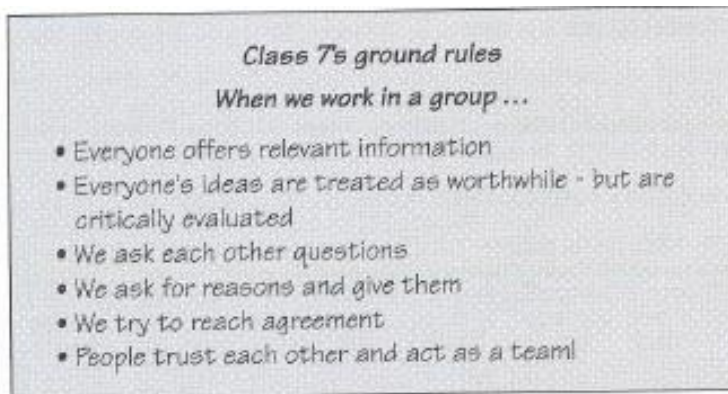 Class 7's ground rules
When we work in a group ...
• Everyone offers relevant information
• Everyone's ideas are treated as worthwhile - but are
critically evaluated
• We ask each other questions
• We ask for reasons and give them
• We try to reach agreement
• People trust each other and act as a team!